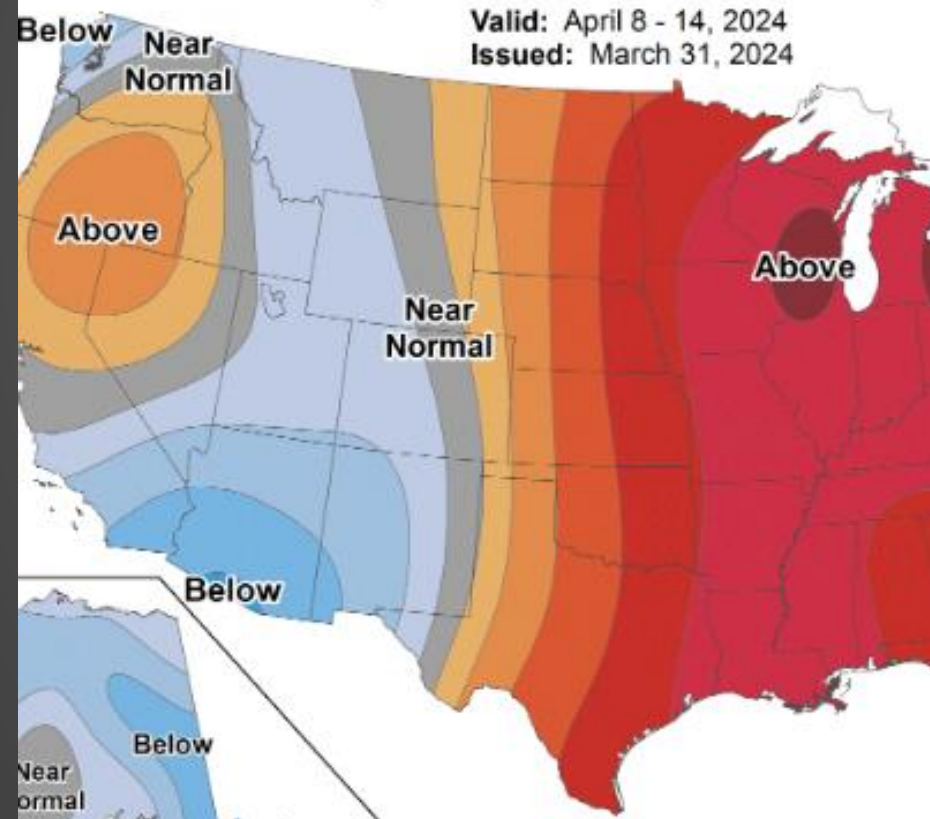 Valid: April 8 - 14, 2024
Issued: March 31, 2024
Below
Near
Normal
Above
Above
Near
Normal
Below
Below
Near
ormal